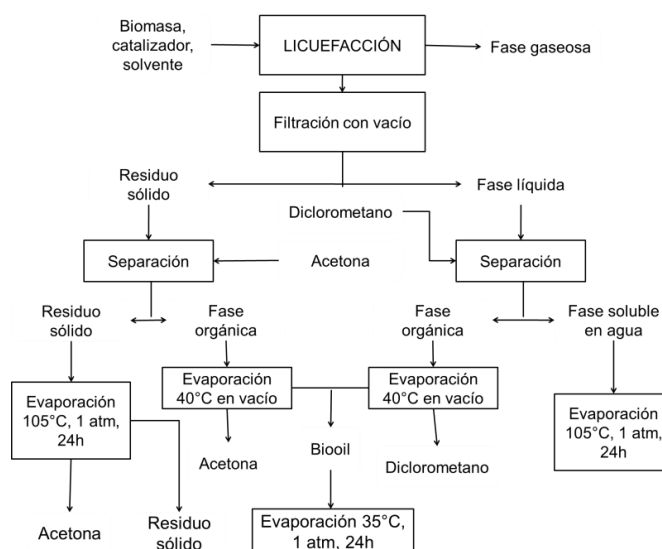 Biomasa,
catalizador,
solvente
LICUEFACCIÓN
Fase gaseosa
Filtración con vacío
Residuo
sólido
Fase líquida
Diclorometano
Separación
Acetona
Separación
Residuo
sólido
Fase
orgánica
Fase
orgánica
Fase soluble
en agua
Evaporación
105°C, 1 atm,
24h
Evaporación
40°C en vacío
Evaporación
40°C en vacío
Evaporación
105°C, 1 atm,
24h
Acetona
Biooil
Diclorometano
Acetona
Residuo
sólido
Evaporación 35°C,
1 atm, 24h